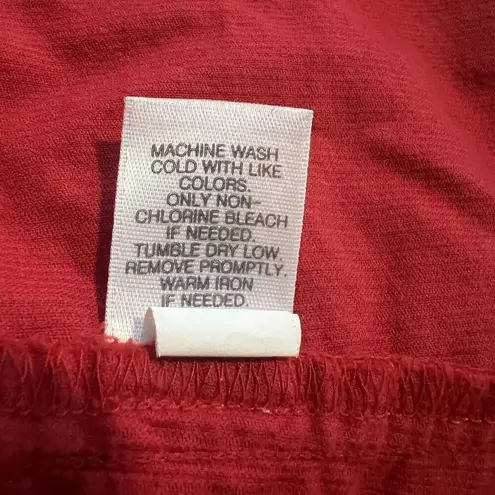 MACHINE WASH
COLD WITH LIKE
COLORS.
ONLY NON-
CHLORINE BLEACH
IF NEEDED.
TUMBLE DRY LOW.
REMOVE PROMPTLY.
WARM IRON
IF NEEDED.